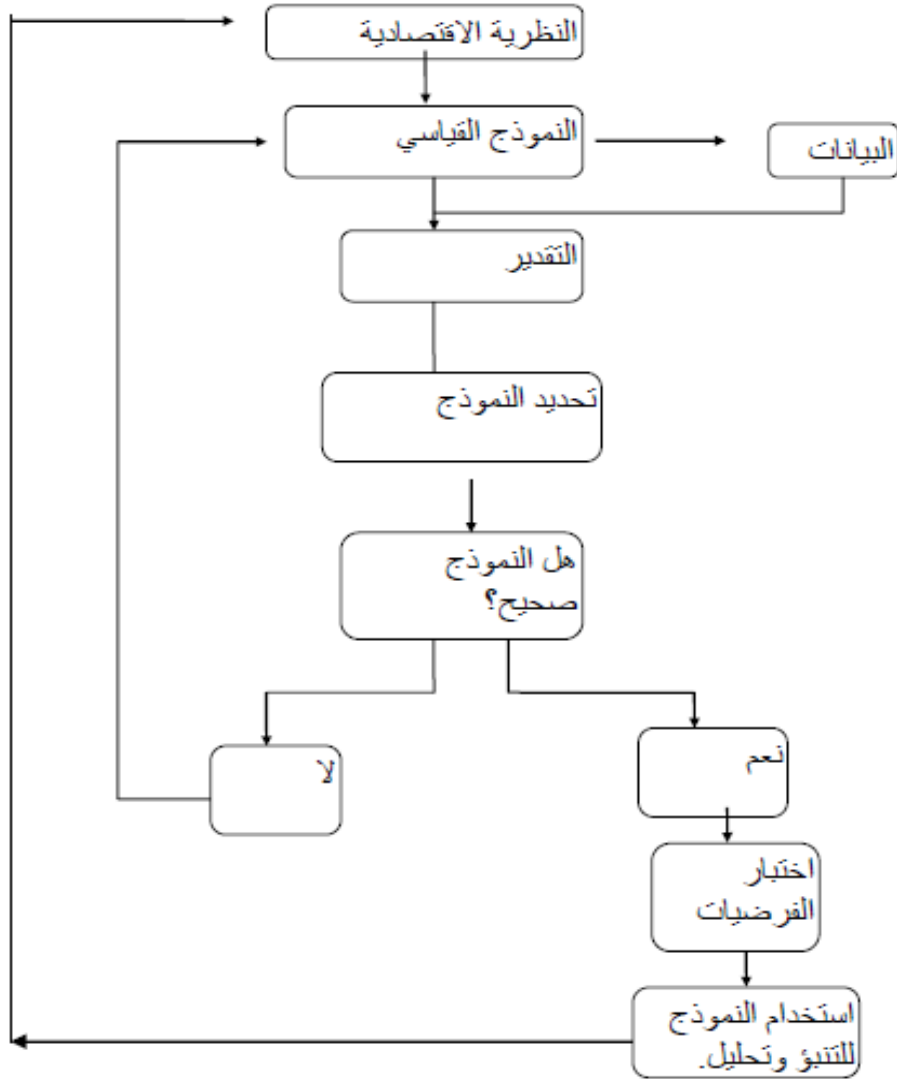 النظرية الاقتصادية
النموذج القياسي
البيانات
التقدير
تحديد النموذج
هل النموذج
صحيح؟
نعم
لا
اختبار
الفرضيات
استخدام النموذج
للتنبؤ وتحليل.